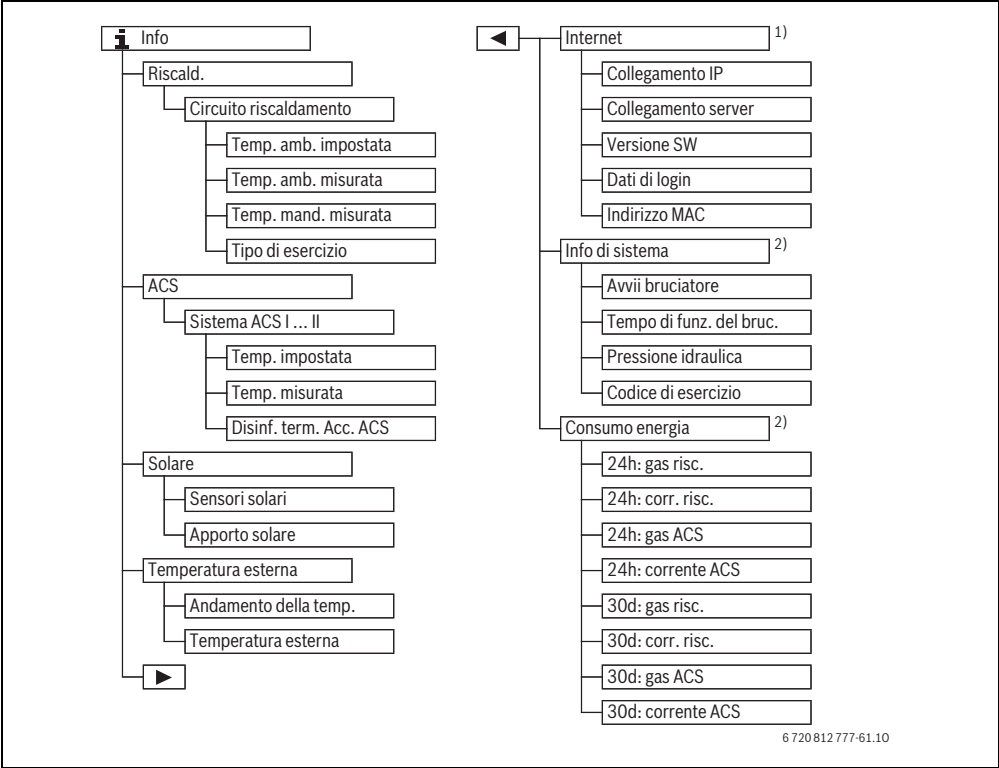 Info
Riscald.
Circuito riscaldamento
Temp. amb. impostata
Temp. amb. misurata
Temp. mand. misurata
Tipo di esercizio
ACS
Sistema ACS I ... II
Temp. impostata
Temp. misurata
Disinf. term. Acc. ACS
Solare
Sensori solari
Apporto solare
Temperatura esterna
Andamento della temp.
Temperatura esterna
Internet 1)
Collegamento IP
Collegamento server
Versione SW
Dati di login
Indirizzo MAC
Info di sistema 2)
Avvii bruciatore
Tempo di funz. del bruc.
Pressione idraulica
Codice di esercizio
Consumo energia 2)
24h: gas risc.
24h: corr. risc.
24h: gas ACS
24h: corrente ACS
30d: gas risc.
30d: corr. risc.
30d: gas ACS
30d: corrente ACS
6 720 812 777-61.1O